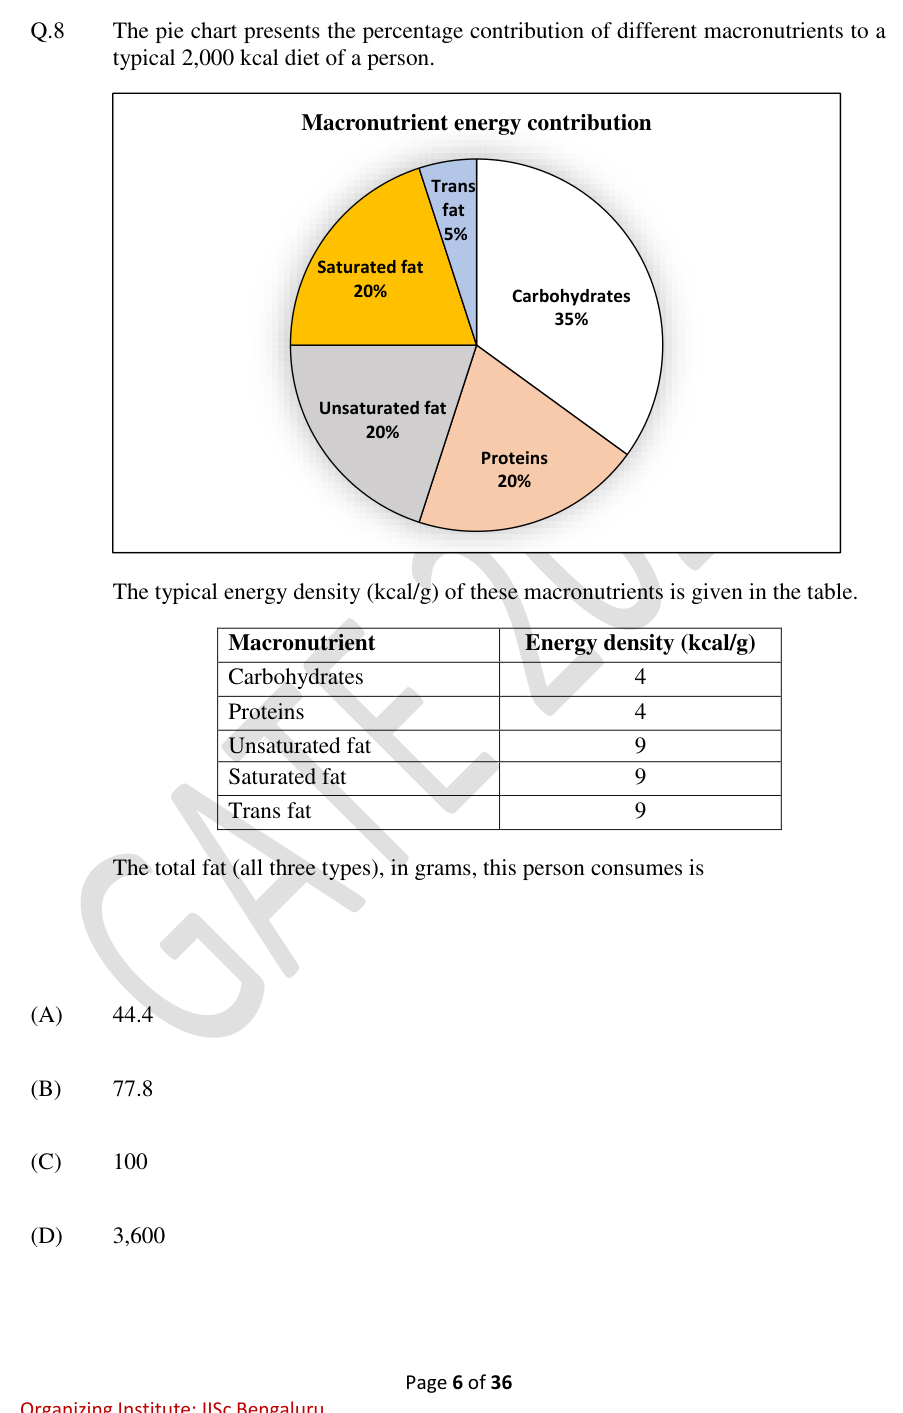 Q.8 The pie chart presents the percentage contribution of different macronutrients to a
typical 2,000 kcal diet of a person.
Macronutrient energy contribution
Trans
fat
5%
Saturated fat
20%
Carbohydrates
35%
Unsaturated fat
20%
Proteins
20%
The typical energy density (kcal/g) of these macronutrients is given in the table.
Macronutrient Energy density (kcal/g)
Carbohydrates 4
Proteins 4
Unsaturated fat 9
Saturated fat 9
Trans fat 9
The total fat (all three types), in grams, this person consumes is
(A) 44.4
(B) 77.8
(C) 100
(D) 3,600
Page 6 of 36
Organizing Institute: IISc Bengaluru
GATE